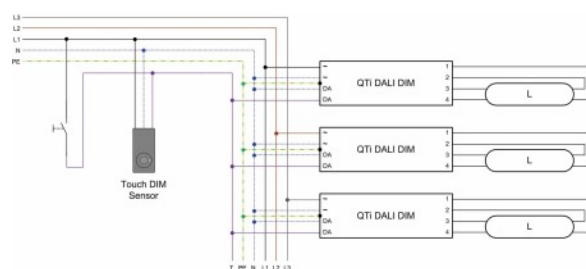 L3
L2
L1
N
PE
~
~
DA
DA
QTi DALI DIM
1
2
3
4
L
~
~
DA
DA
QTi DALI DIM
1
2
3
4
L
~
~
DA
DA
QTi DALI DIM
1
2
3
4
L
Touch DIM
Sensor
T PE N L1 L2 L3